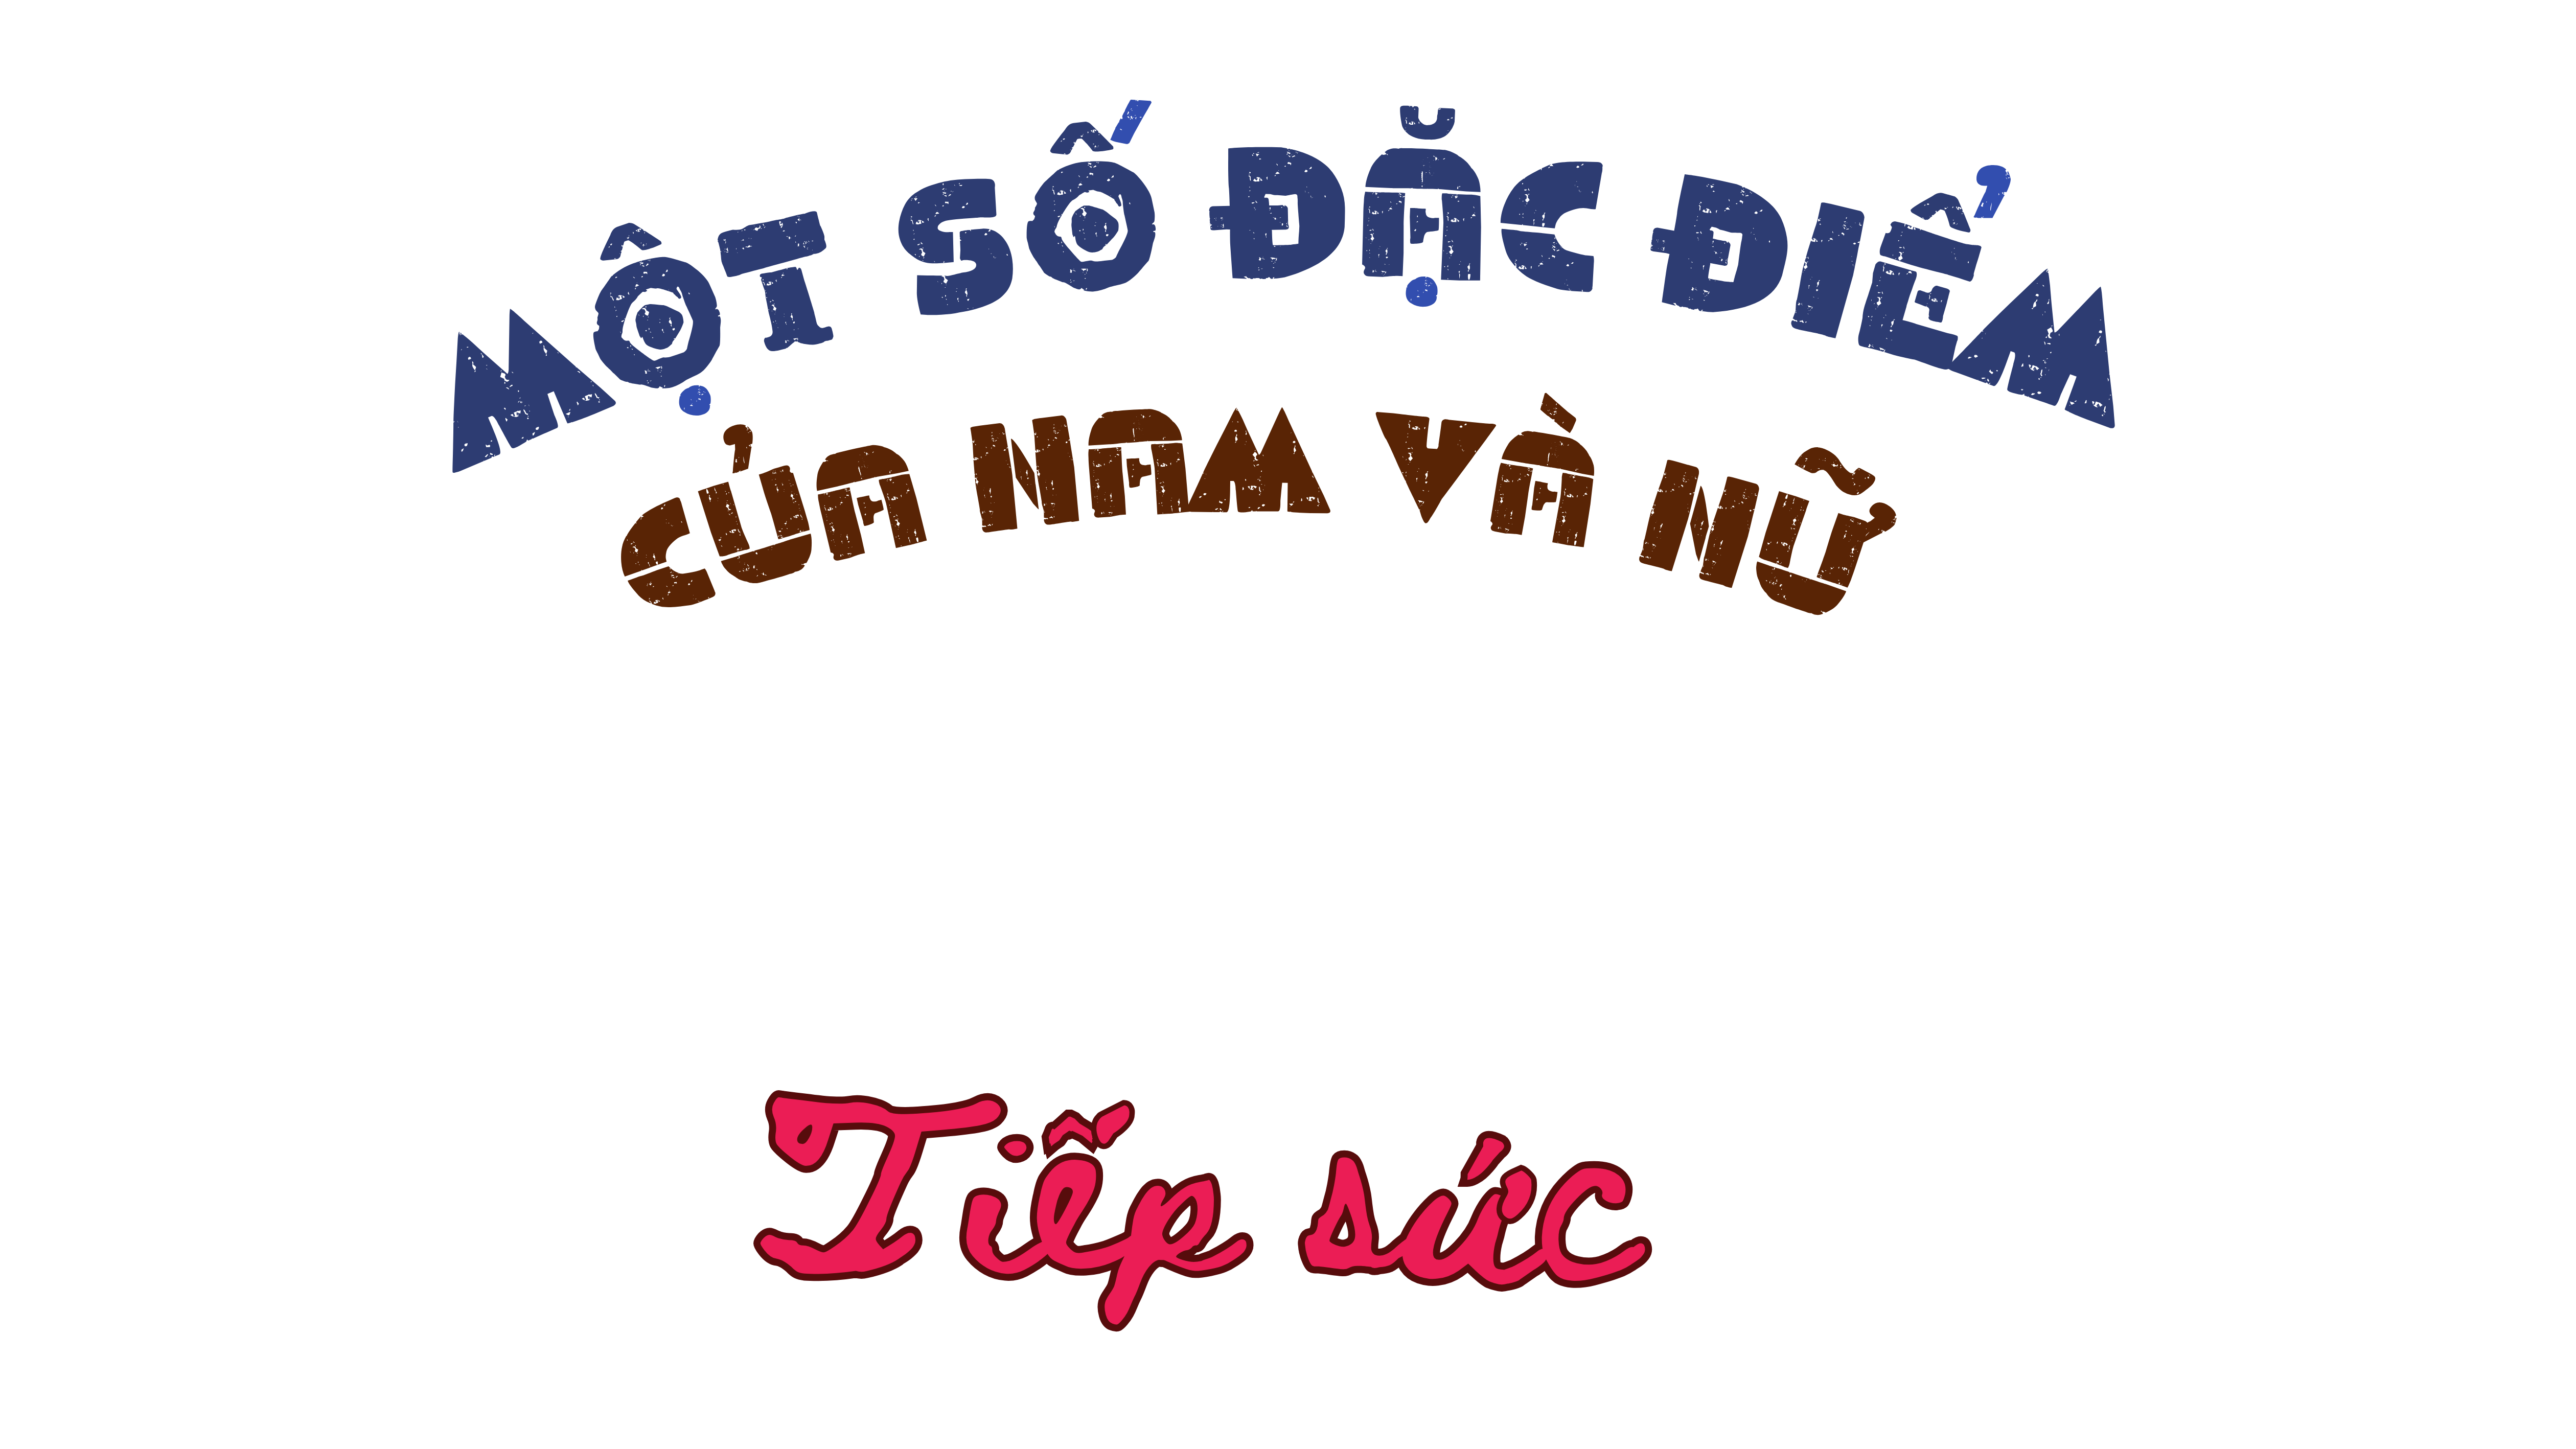 MỘT SỐ ĐẶC ĐIỂM
CỦA NAM VÀ NỮ
Tiếp sức